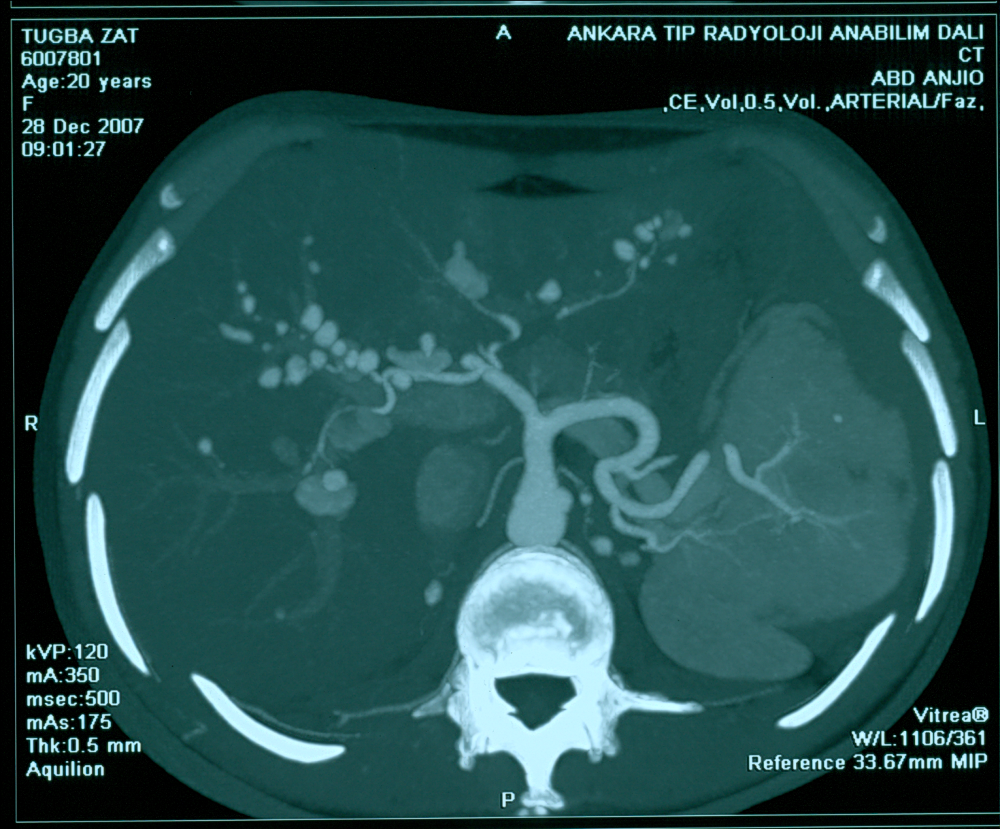 TUGBA ZAT
6007801
Age:20 years
F
28 Dec 2007
09:01:27
A
ANKARA TIP RADYOLOJI ANABILIM DALI
CT
ABD ANJIO
,CE,Vol,0.5,Vol.,ARTERIAL/Faz,
R
L
kVP:120
mA:350
msec:500
mAs:175
Thk:0.5 mm
Aquilion
Vitrea®
W/L:1106/361
Reference 33.67mm MIP
P